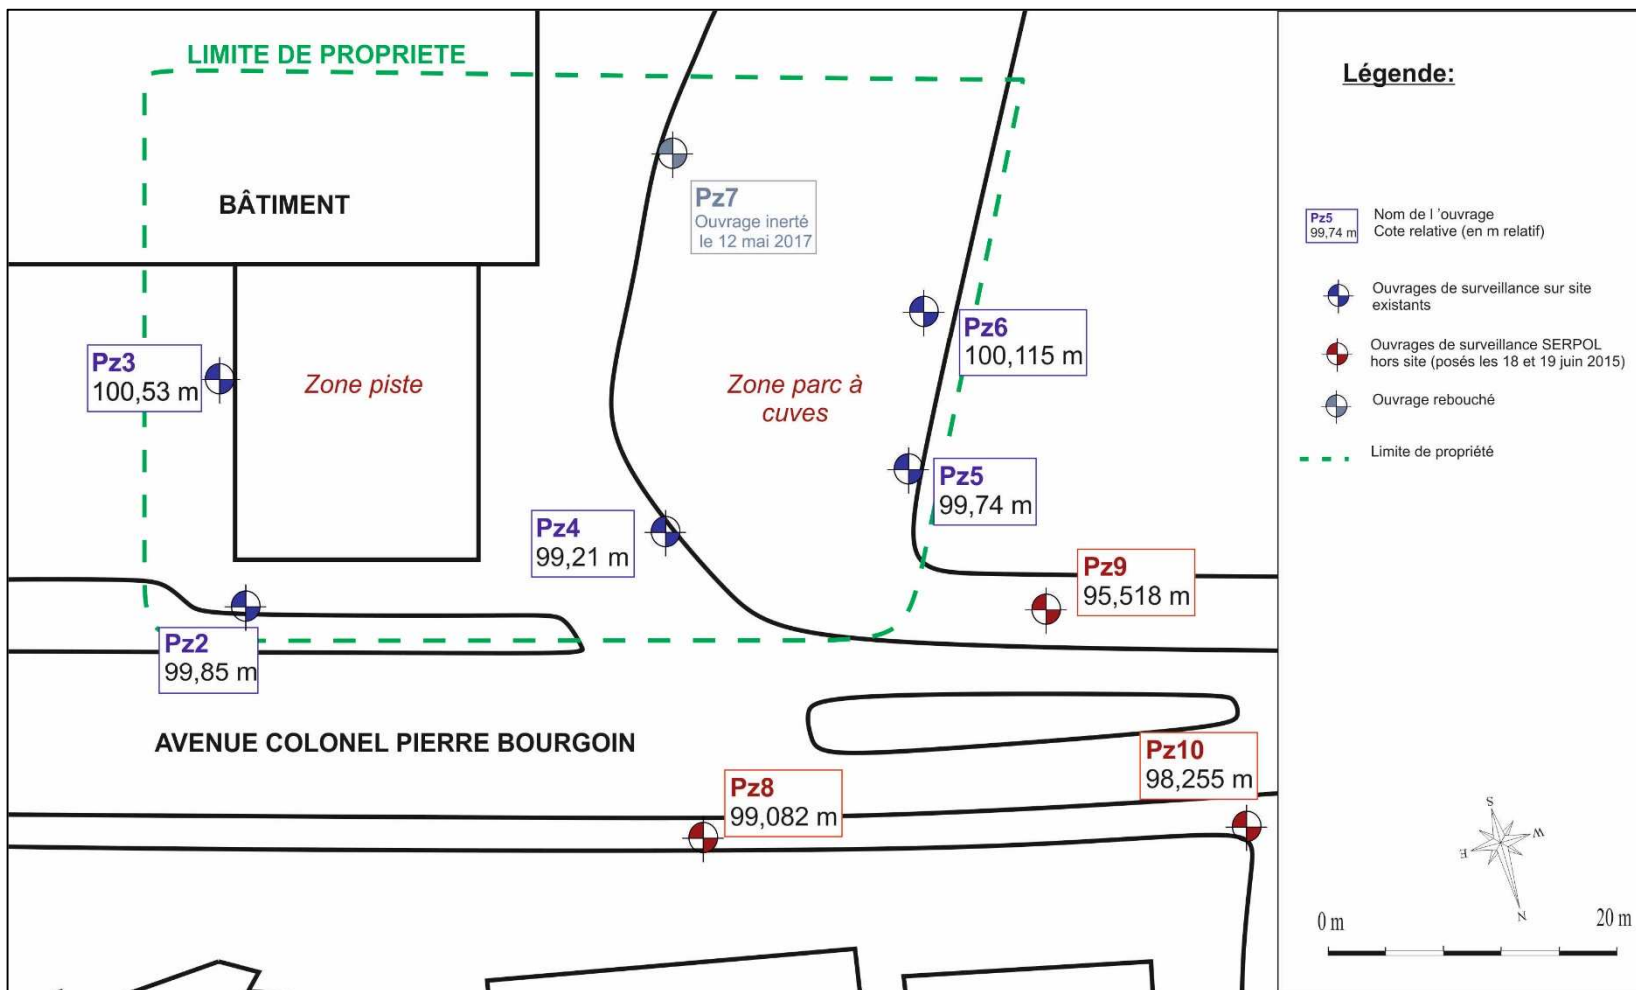 LIMITE DE PROPRIETE
BÂTIMENT
Pz7
Ouvrage inerté
le 12 mai 2017
Pz3
100,53 m
Zone piste
Zone parc à
cuves
Pz6
100,115 m
Pz5
99,74 m
Pz4
99,21 m
Pz9
95,518 m
Pz2
99,85 m
AVENUE COLONEL PIERRE BOURGOIN
Pz8
99,082 m
Pz10
98,255 m
Légende:
Pz5
99,74 m
Nom de l 'ouvrage
Cote relative (en m relatif)
Ouvrages de surveillance sur site
existants
Ouvrages de surveillance SERPOL
hors site (posés les 18 et 19 juin 2015)
Ouvrage rebouché
Limite de propriété
S
W
E
N
0 m
20 m